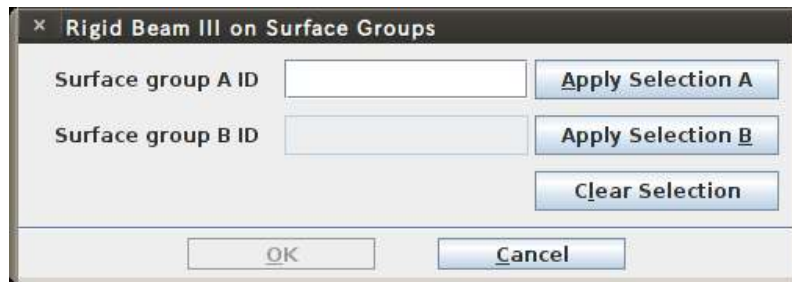 × Rigid Beam III on Surface Groups
Surface group A ID Apply Selection A
Surface group B ID Apply Selection B
Clear Selection
OK Cancel